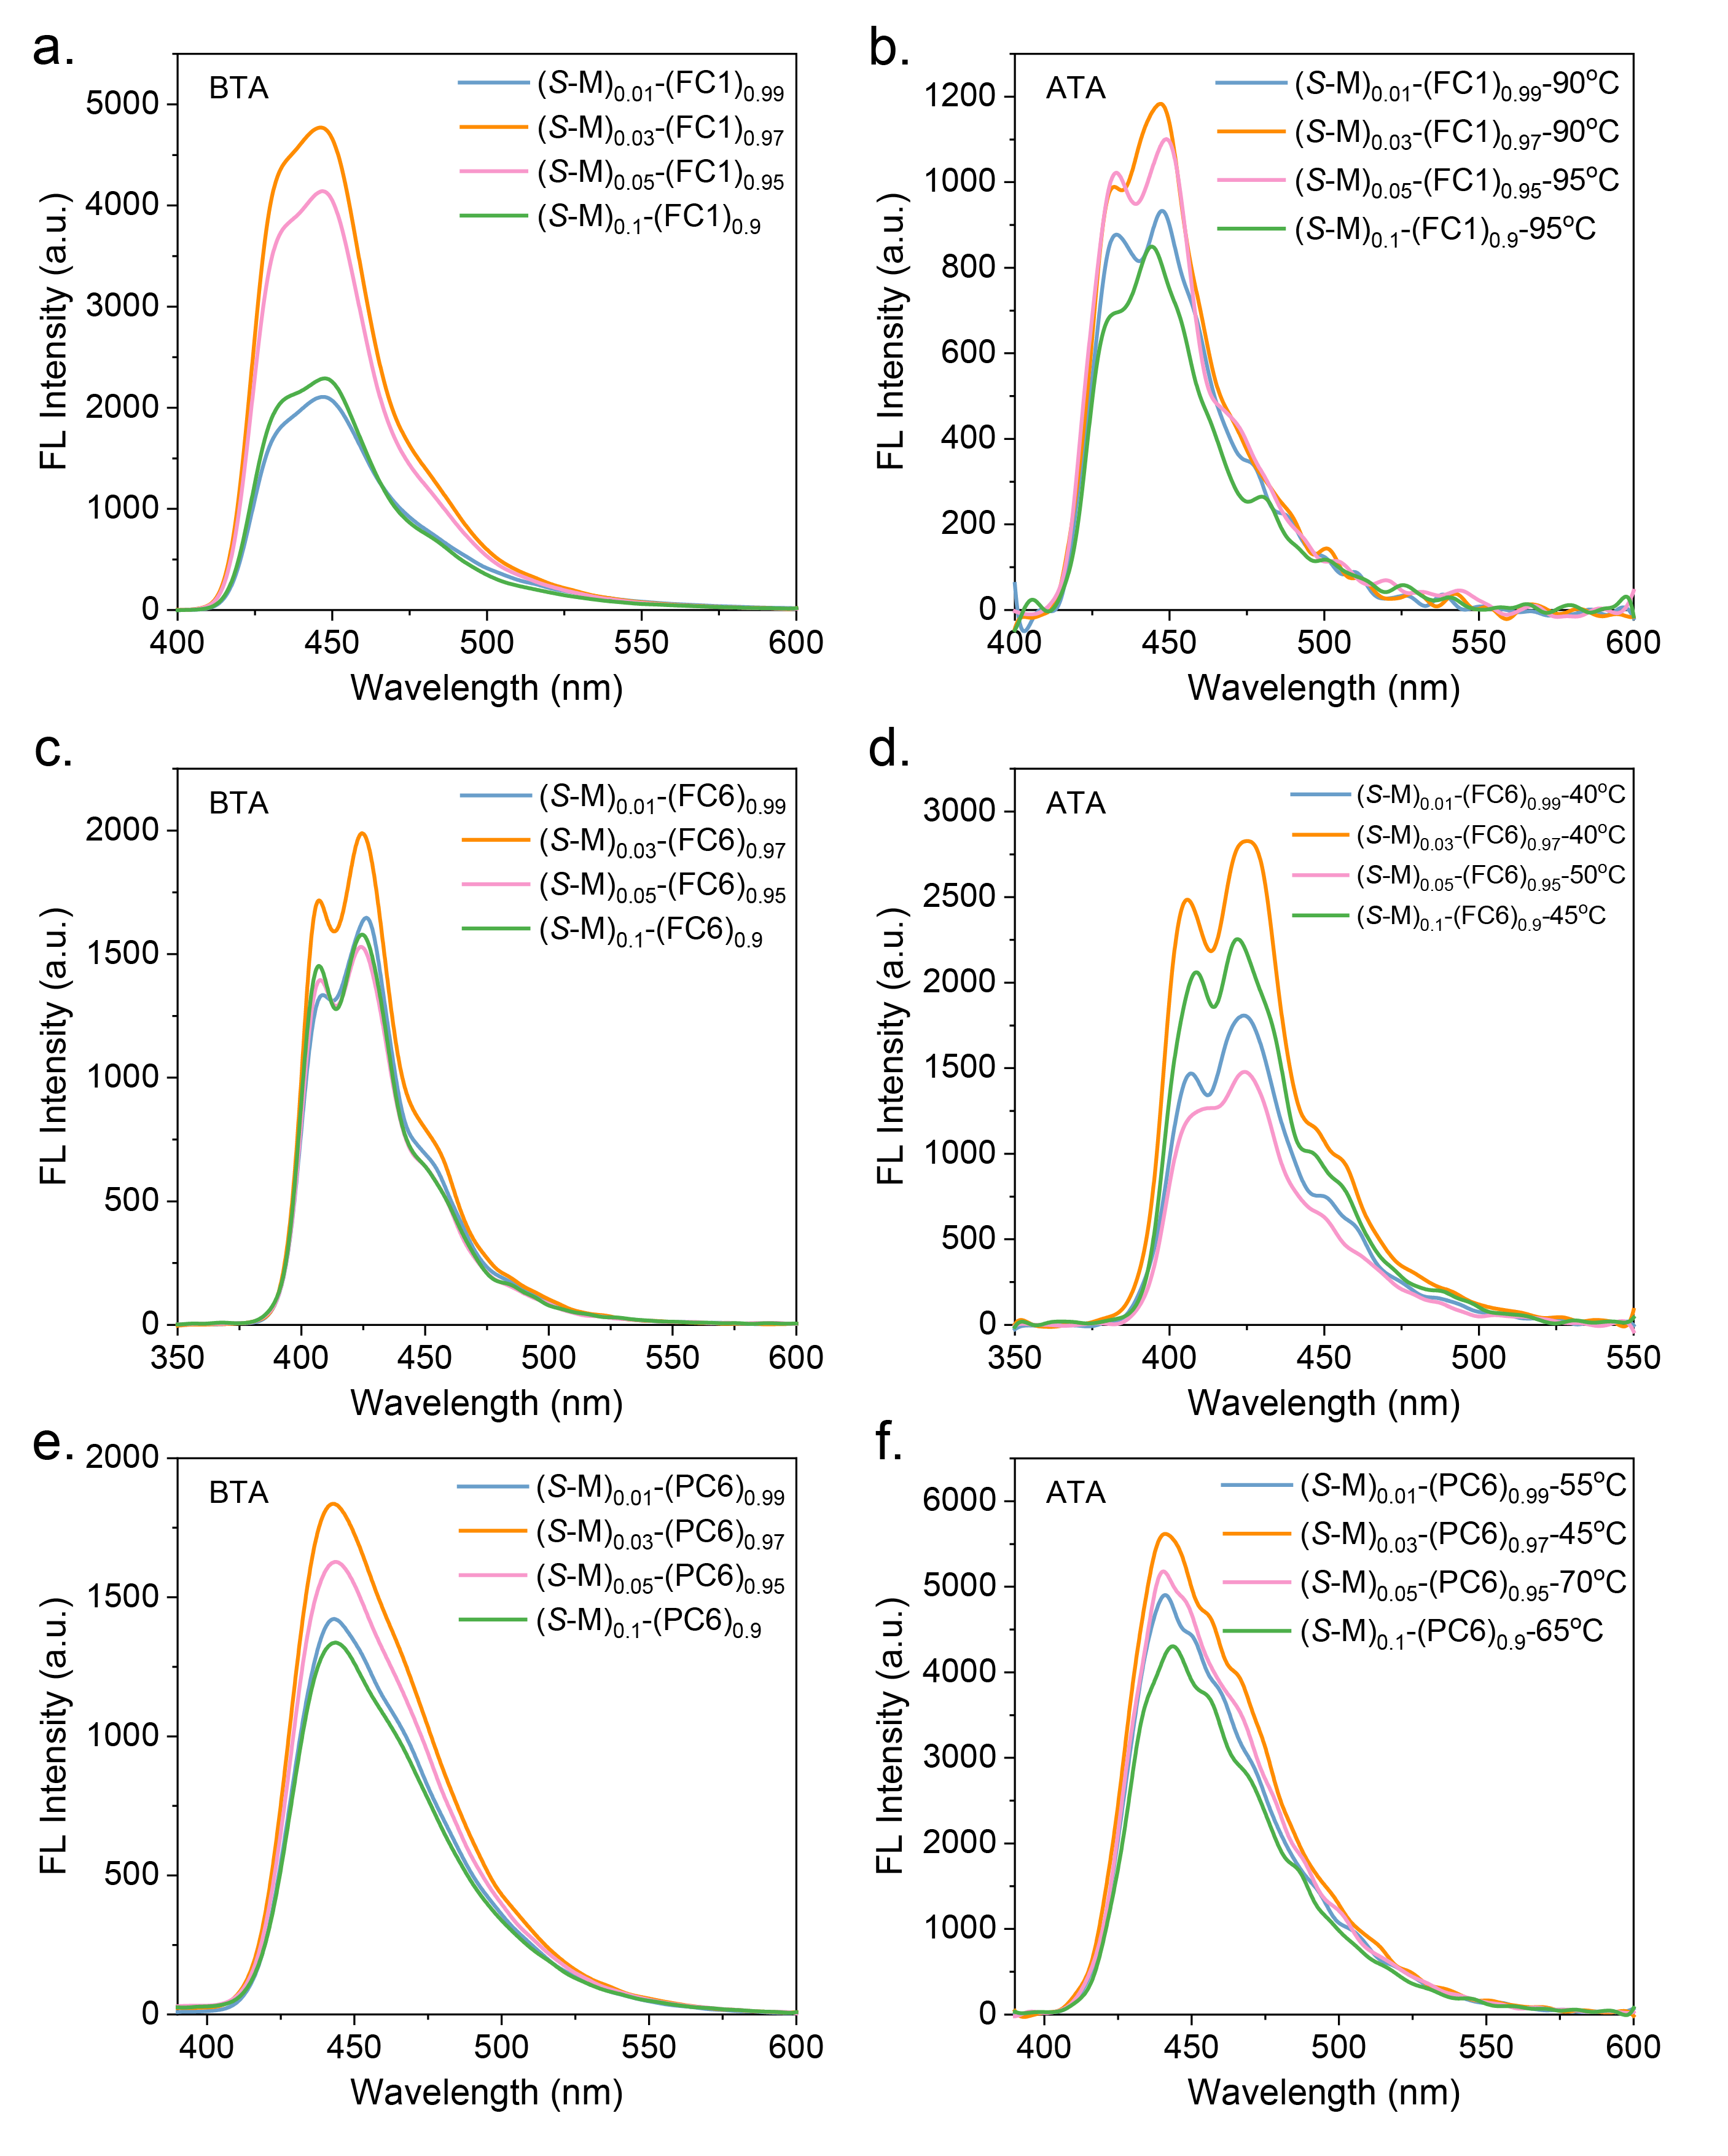 a.
BTA
(S-M)0.01-(FC1)0.99
(S-M)0.03-(FC1)0.97
(S-M)0.05-(FC1)0.95
(S-M)0.1-(FC1)0.9
FL Intensity (a.u.)
5000
4000
3000
2000
1000
0
400 450 500 550 600
Wavelength (nm)
b.
ATA
(S-M)0.01-(FC1)0.99-90°C
(S-M)0.03-(FC1)0.97-90°C
(S-M)0.05-(FC1)0.95-95°C
(S-M)0.1-(FC1)0.9-95°C
FL Intensity (a.u.)
1200
1000
800
600
400
200
0
400 450 500 550 600
Wavelength (nm)
c.
BTA
(S-M)0.01-(FC6)0.99
(S-M)0.03-(FC6)0.97
(S-M)0.05-(FC6)0.95
(S-M)0.1-(FC6)0.9
FL Intensity (a.u.)
2000
1500
1000
500
0
350 400 450 500 550 600
Wavelength (nm)
d.
ATA
(S-M)0.01-(FC6)0.99-40°C
(S-M)0.03-(FC6)0.97-40°C
(S-M)0.05-(FC6)0.95-50°C
(S-M)0.1-(FC6)0.9-45°C
FL Intensity (a.u.)
3000
2500
2000
1500
1000
500
0
350 400 450 500 550
Wavelength (nm)
e.
BTA
(S-M)0.01-(PC6)0.99
(S-M)0.03-(PC6)0.97
(S-M)0.05-(PC6)0.95
(S-M)0.1-(PC6)0.9
FL Intensity (a.u.)
2000
1500
1000
500
0
400 450 500 550 600
Wavelength (nm)
f.
ATA
(S-M)0.01-(PC6)0.99-55°C
(S-M)0.03-(PC6)0.97-45°C
(S-M)0.05-(PC6)0.95-70°C
(S-M)0.1-(PC6)0.9-65°C
FL Intensity (a.u.)
6000
5000
4000
3000
2000
1000
0
400 450 500 550 600
Wavelength (nm)